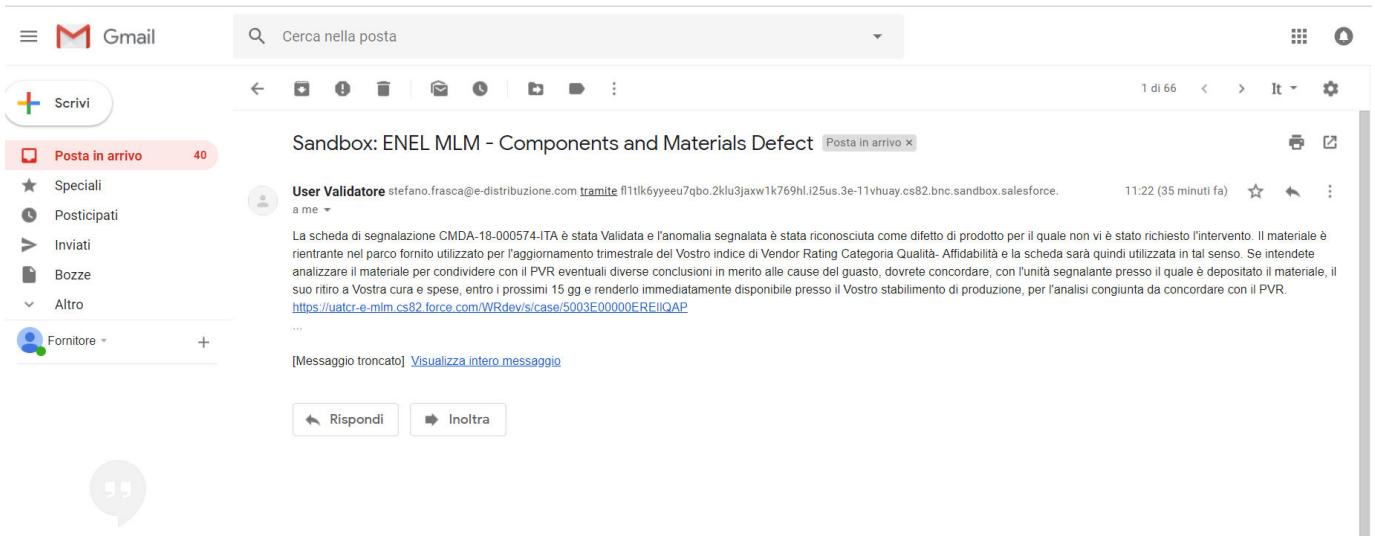 Gmail
Cerca nella posta
Scrivi
1 di 66
It
Sandbox: ENEL MLM - Components and Materials Defect Posta in arrivo x
Posta in arrivo 40
Speciali
Posticipati
Inviati
Bozze
Altro
Fornitore
User Validatore stefano.frasca@e-distribuzione.com tramite fl1tlk6yyeeu7qbo.2klu3jaxw1k769hl.i25us.3e-11vhuay.cs82.bnc.sandbox.salesforce. 11:22 (35 minuti fa)
a me
La scheda di segnalazione CMDA-18-000574-ITA è stata Validata e l'anomalia segnalata è stata riconosciuta come difetto di prodotto per il quale non vi è stato richiesto l'intervento. Il materiale è
rientrante nel parco fornito utilizzato per l'aggiornamento trimestrale del Vostro indice di Vendor Rating Categoria Qualità- Affidabilità e la scheda sarà quindi utilizzata in tal senso. Se intendete
analizzare il materiale per condividere con il PVR eventuali diverse conclusioni in merito alle cause del guasto, dovrete concordare, con l'unità segnalante presso il quale è depositato il materiale, il
suo ritiro a Vostra cura e spese, entro i prossimi 15 gg e renderlo immediatamente disponibile presso il Vostro stabilimento di produzione, per l'analisi congiunta da concordare con il PVR.
https://uatcr-e-mlm.cs82.force.com/WRdev/s/case/5003E00000EREIIQAP
...
[Messaggio troncato] Visualizza intero messaggio
Rispondi
Inoltra